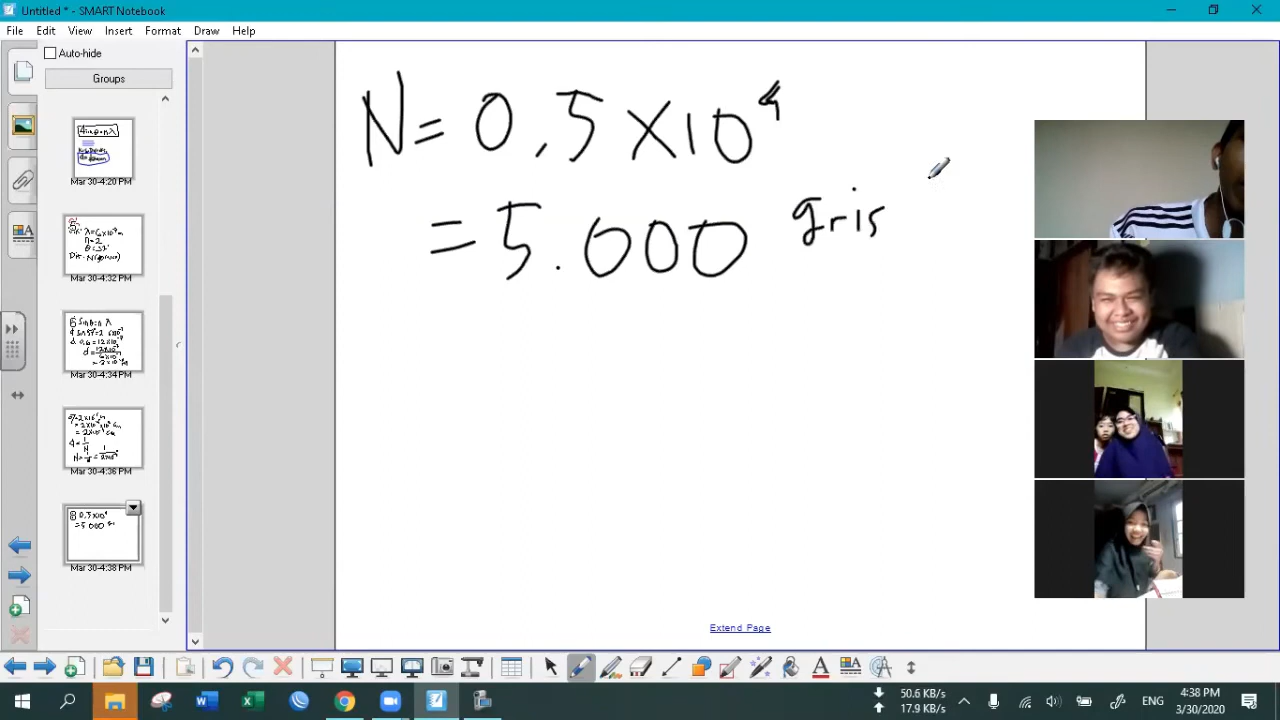 Untitled * - SMART Notebook
File Edit View Insert Format Draw Help
Auto-hide
Groups
Mar 30-4:20 PM
Mar 30-4:32 PM
Mar 30-4:34 PM
Mar 30-4:36 PM
Mar 30-4:38 PM
N = 0,5 X 10⁴
= 5.000 gris
Extend Page
50.6 KB/s
17.9 KB/s
ENG
4:38 PM
3/30/2020